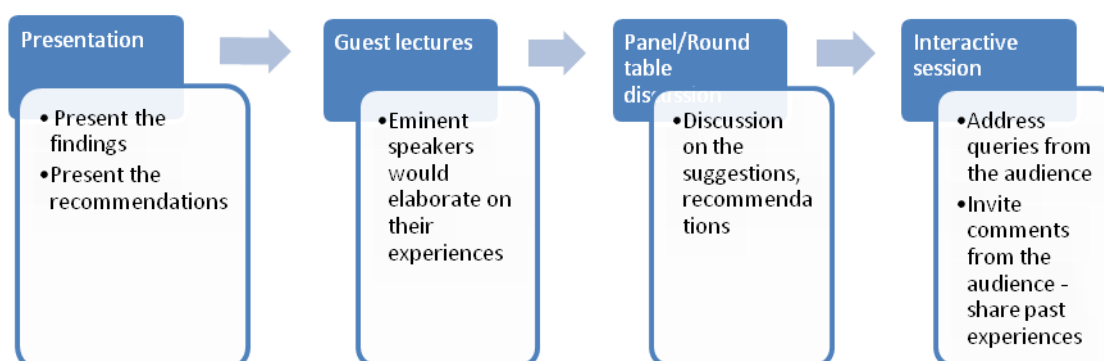 Presentation
• Present the
findings
•Present the
recommendations
Guest lectures
•Eminent
speakers
would
elaborate on
their
experiences
Panel/Round
table
discussion
•Discussion
on the
suggestions,
recommenda
tions
Interactive
session
•Address
queries from
the audience
•Invite
comments
from the
audience -
share past
experiences